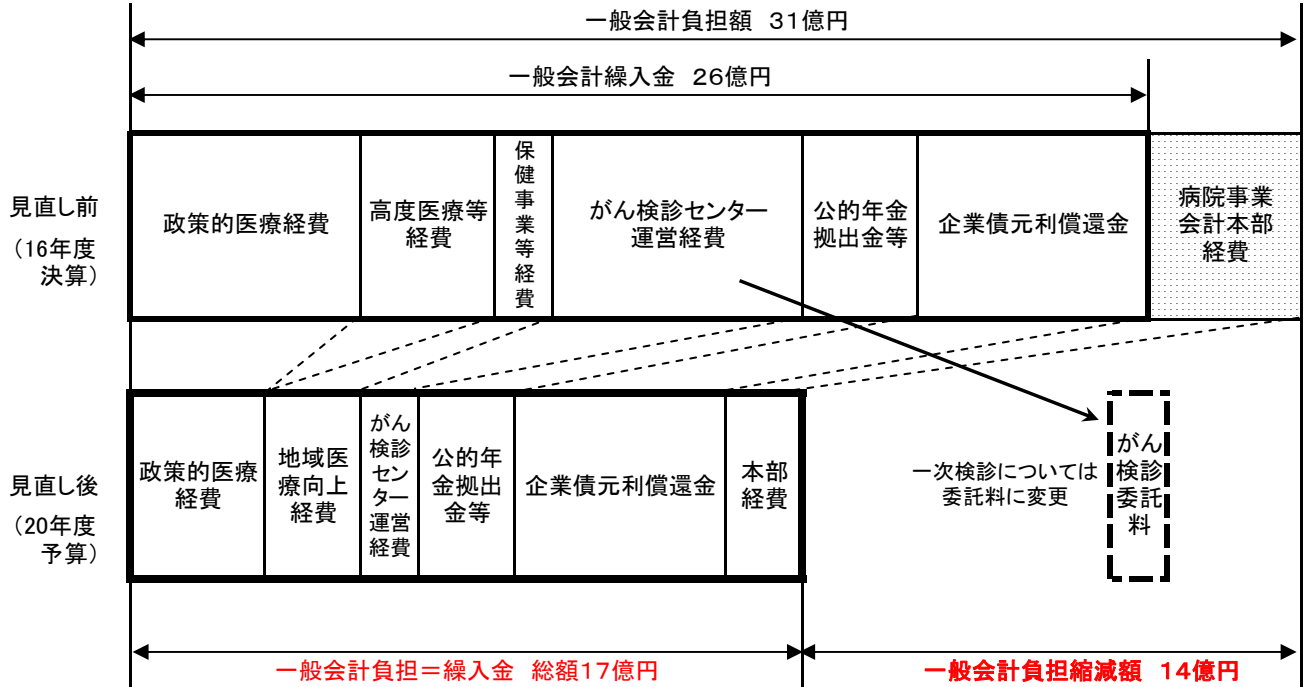 一般会計負担額 31億円
一般会計繰入金 26億円
見直し前
（16年度
決算）
政策的医療経費
高度医療等
経費
保健事業等経費
がん検診センター
運営経費
公的年金
拠出金等
企業債元利償還金
病院事業
会計本部
経費
見直し後
（20年度
予算）
政策的医療
経費
地域医
療向上
経費
がん
検診
セン
ター
運営
経費
公的年
金拠出
金等
企業債元利償還金
本部
経費
一次検診については
委託料に変更
がん
検診
委託
料
一般会計負担＝繰入金 総額17億円
一般会計負担縮減額 14億円